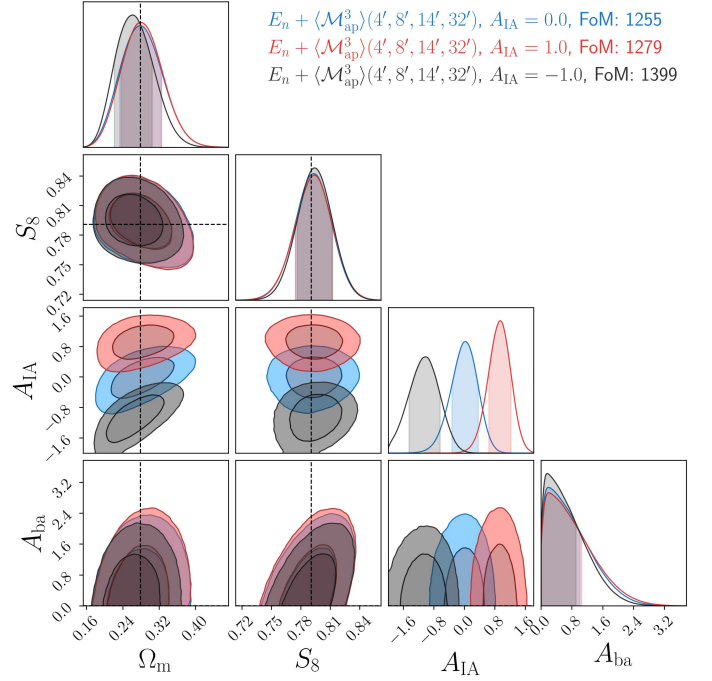 E_n + ⟨M_ap^3⟩(4′, 8′, 14′, 32′), A_IA = 0.0, FoM: 1255
E_n + ⟨M_ap^3⟩(4′, 8′, 14′, 32′), A_IA = 1.0, FoM: 1279
E_n + ⟨M_ap^3⟩(4′, 8′, 14′, 32′), A_IA = −1.0, FoM: 1399
S_8
0.84
0.81
0.78
0.75
0.72
A_IA
1.6
0.8
0.0
−0.8
−1.6
A_ba
3.2
2.4
1.6
0.8
0.0
0.16 0.24 0.32 0.40
0.72 0.75 0.78 0.81 0.84
−1.6 −0.8 0.0 0.8 1.6
0.0 0.8 1.6 2.4 3.2
Ω_m
S_8
A_IA
A_ba